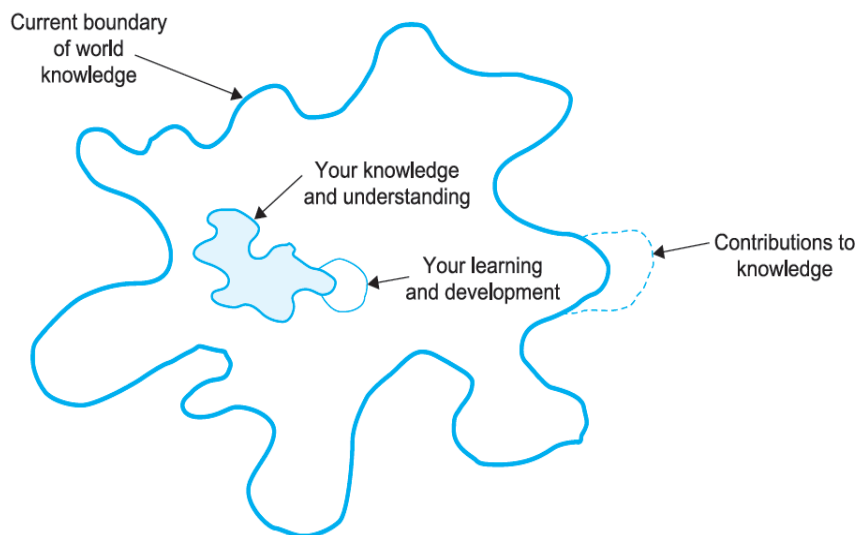 Current boundary
of world
knowledge
Your knowledge
and understanding
Your learning
and development
Contributions to
knowledge